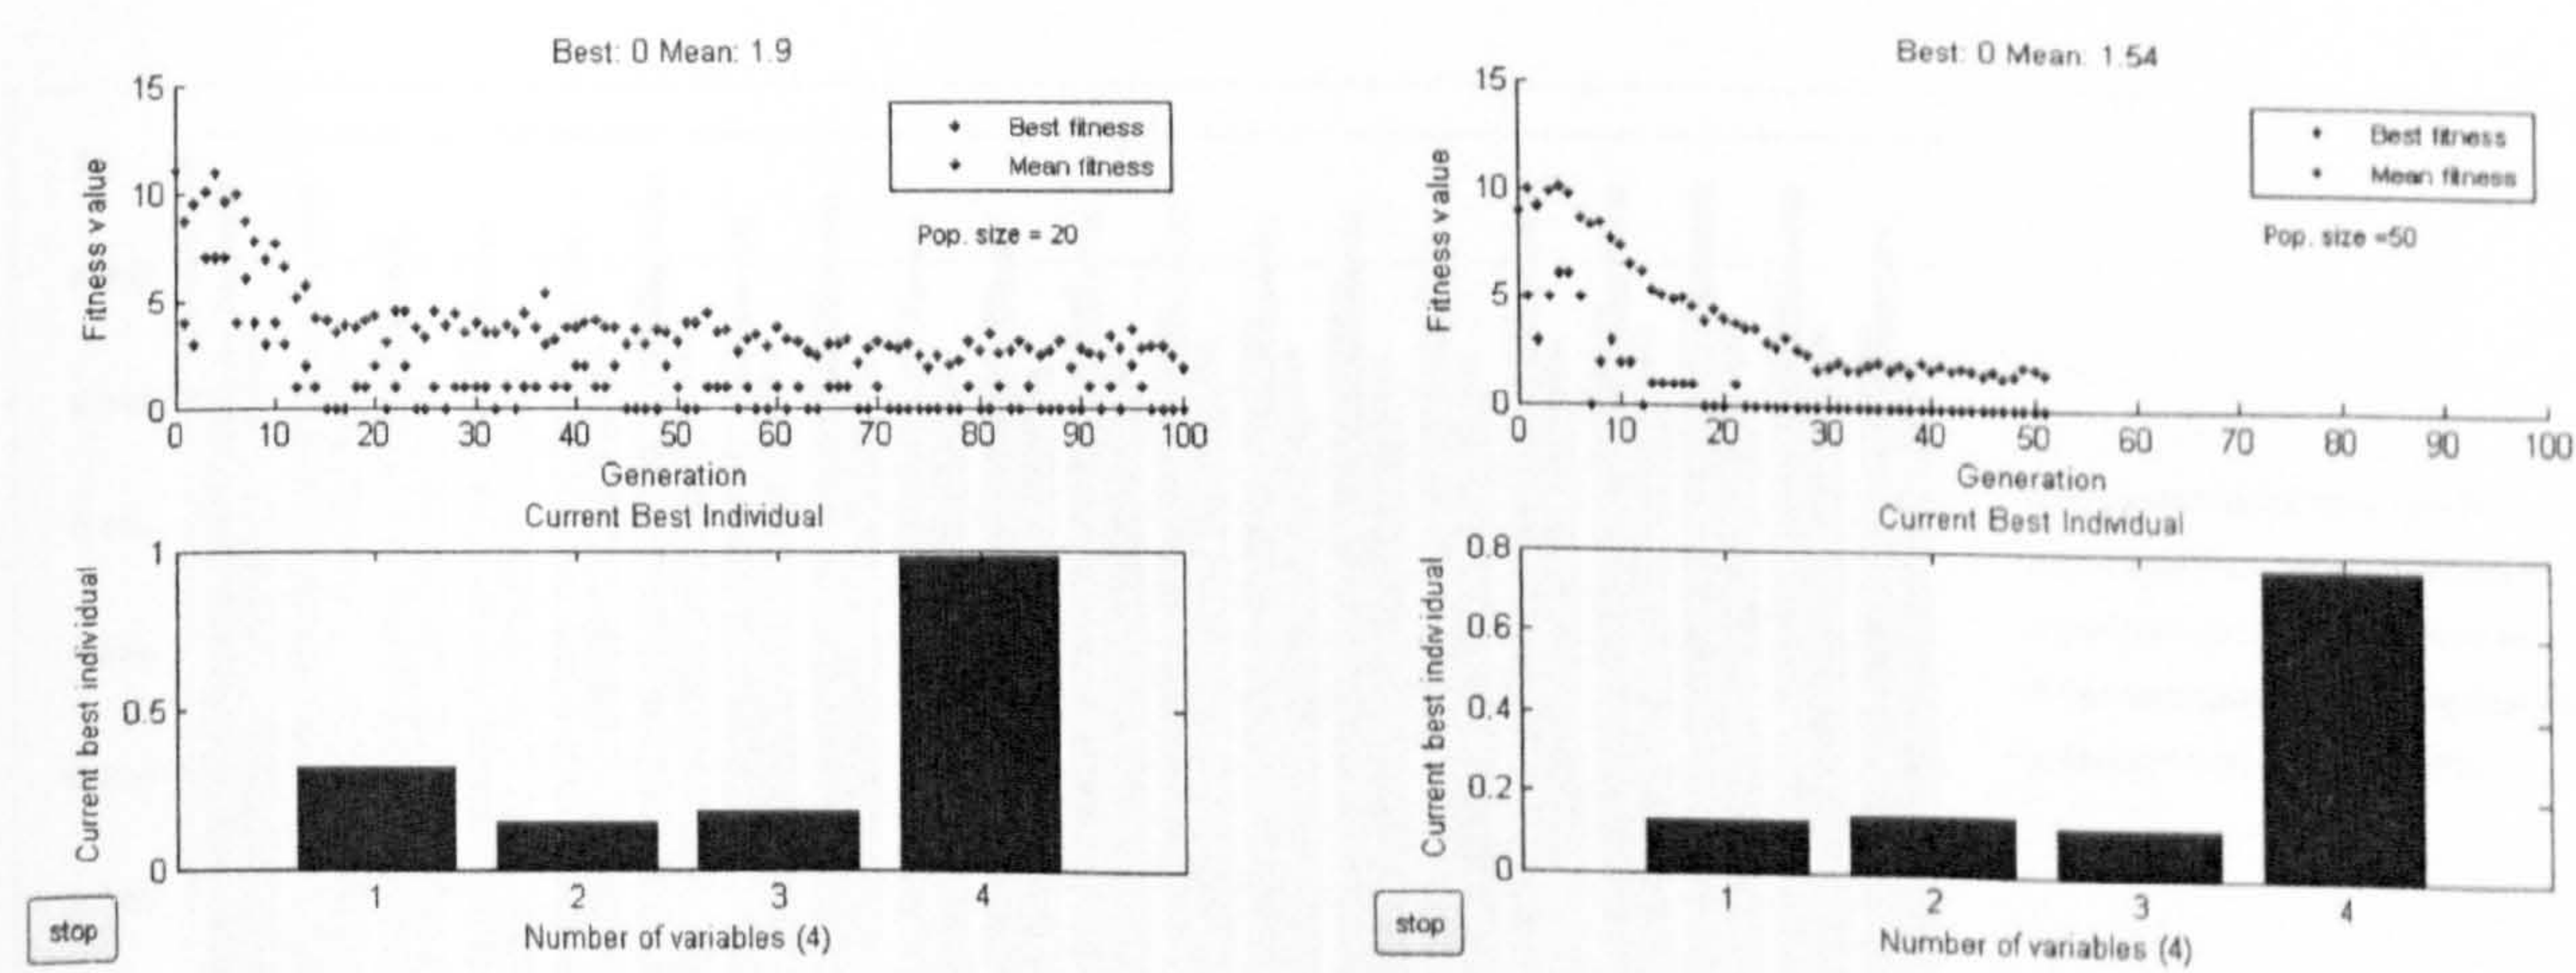 Best: 0 Mean: 1.9
15
10
5
0
Fitness value
Best fitness
Mean fitness
Pop. size = 20
0 10 20 30 40 50 60 70 80 90 100
Generation
Current Best Individual
1
0.5
0
Current best individual
1 2 3 4
Number of variables (4)
stop
Best: 0 Mean: 1.54
15
10
5
0
Fitness value
Best fitness
Mean fitness
Pop. size =50
0 10 20 30 40 50 60 70 80 90 100
Generation
Current Best Individual
0.8
0.6
0.4
0.2
0
Current best individual
1 2 3 4
Number of variables (4)
stop